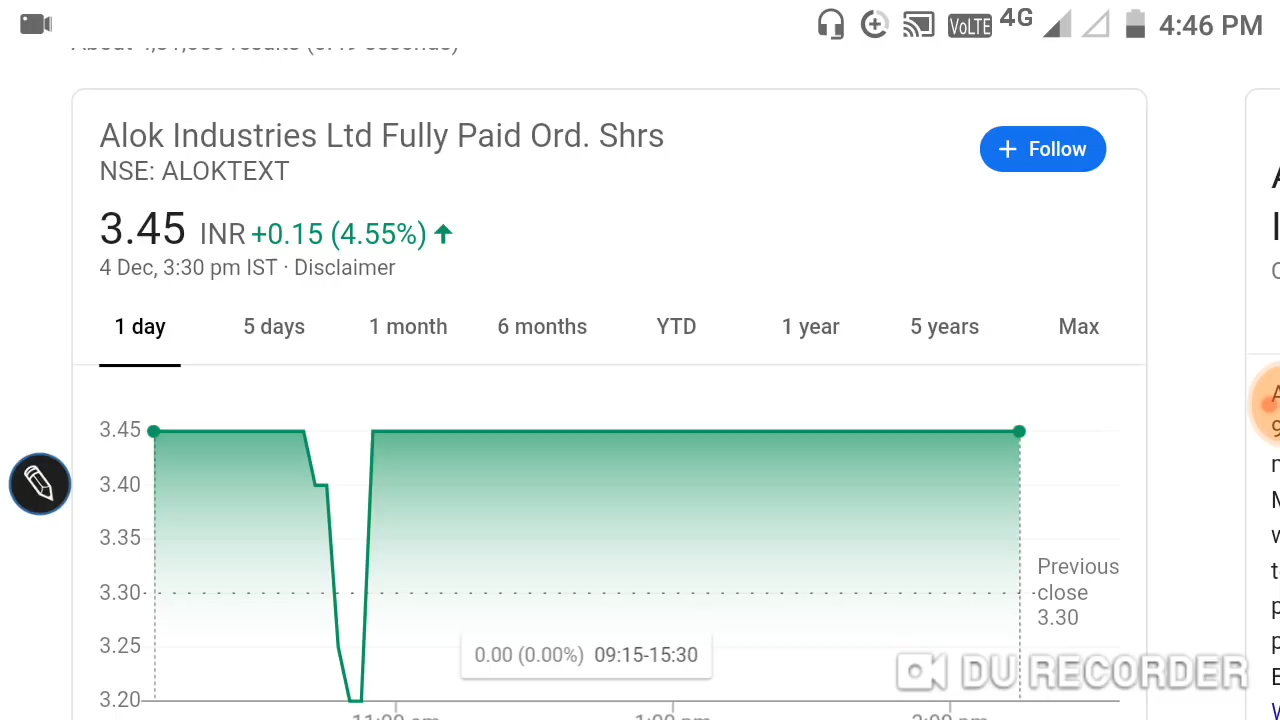 VoLTE 4G 4:46 PM
Alok Industries Ltd Fully Paid Ord. Shrs
NSE: ALOKTEXT
+ Follow
3.45 INR +0.15 (4.55%)
4 Dec, 3:30 pm IST · Disclaimer
1 day 5 days 1 month 6 months YTD 1 year 5 years Max
3.45
3.40
3.35
Previous
3.30 close
3.30
3.25
0.00 (0.00%) 09:15-15:30
DU RECORDER
3.20